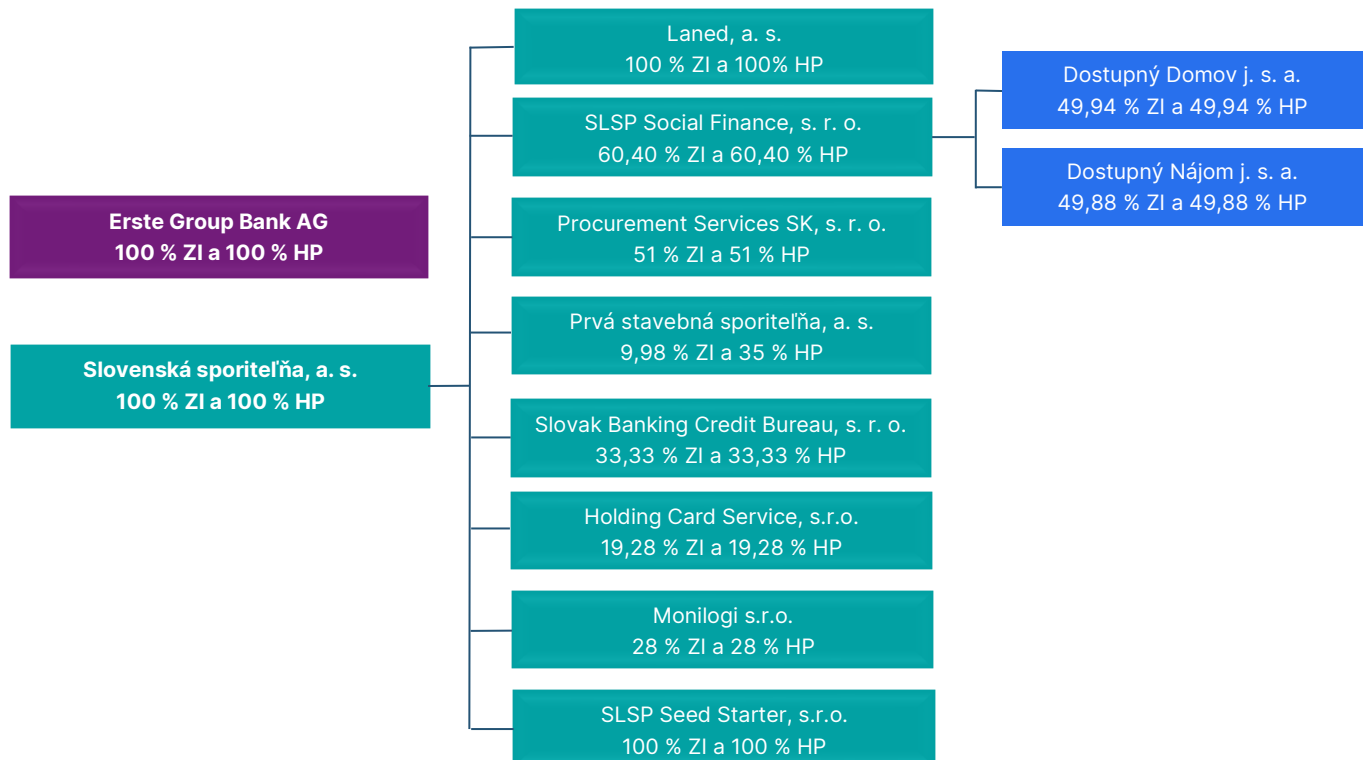 Erste Group Bank AG
100 % ZI a 100 % HP
Slovenská sporiteľňa, a. s.
100 % ZI a 100 % HP
Laned, a. s.
100 % ZI a 100% HP
SLSP Social Finance, s. r. o.
60,40 % ZI a 60,40 % HP
Procurement Services SK, s. r. o.
51 % ZI a 51 % HP
Prvá stavebná sporiteľňa, a. s.
9,98 % ZI a 35 % HP
Slovak Banking Credit Bureau, s. r. o.
33,33 % ZI a 33,33 % HP
Holding Card Service, s.r.o.
19,28 % ZI a 19,28 % HP
Monilogi s.r.o.
28 % ZI a 28 % HP
SLSP Seed Starter, s.r.o.
100 % ZI a 100 % HP
Dostupný Domov j. s. a.
49,94 % ZI a 49,94 % HP
Dostupný Nájom j. s. a.
49,88 % ZI a 49,88 % HP